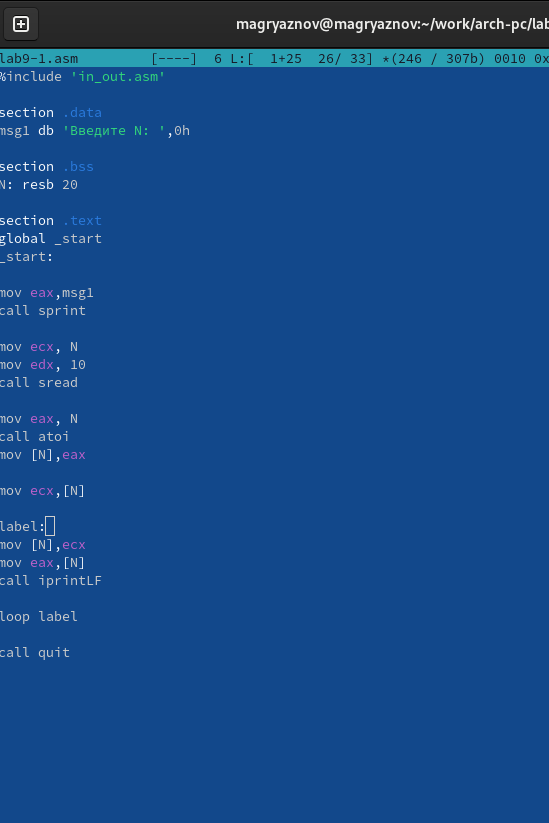 magryaznov@magryaznov:~/work/arch-pc/lab
lab9-1.asm [----] 6 L:[ 1+25 26/ 33] *(246 / 307b) 0010 0x
%include 'in_out.asm'
section .data
msg1 db 'Введите N: ',0h
section .bss
N: resb 20
section .text
global _start
_start:
mov eax,msg1
call sprint
mov ecx, N
mov edx, 10
call sread
mov eax, N
call atoi
mov [N],eax
mov ecx,[N]
label:
mov [N],ecx
mov eax,[N]
call iprintLF
loop label
call quit